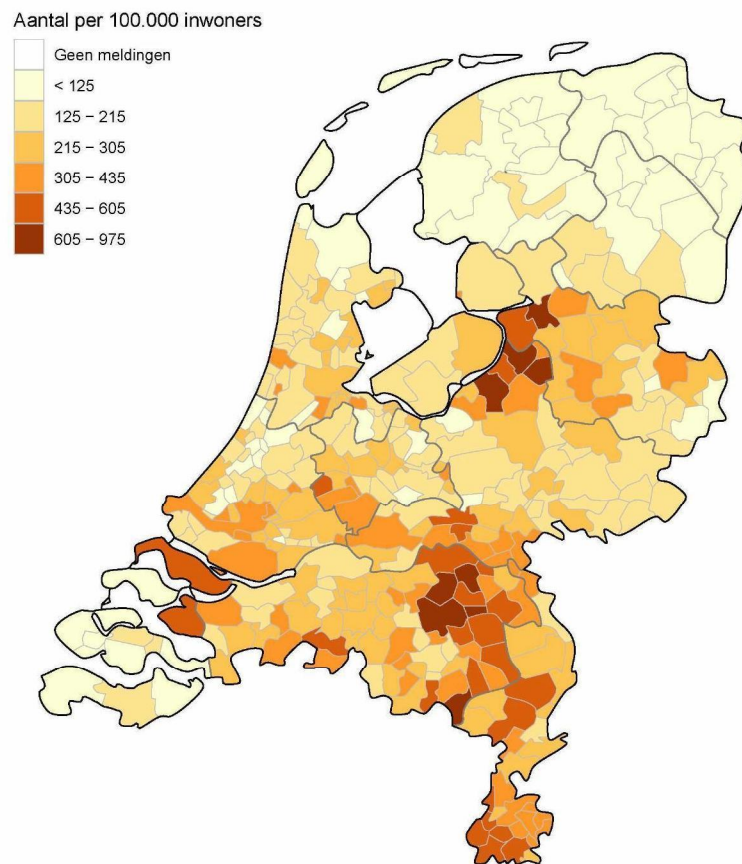 Aantal per 100.000 inwoners
Geen meldingen
< 125
125 − 215
215 − 305
305 − 435
435 − 605
605 − 975